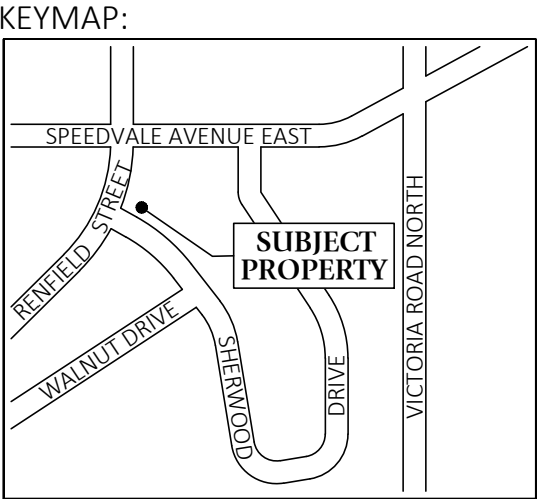 KEYMAP:
SPEEDVALE AVENUE EAST
RENFIELD STREET
SUBJECT
PROPERTY
VICTORIA ROAD NORTH
WALNUT DRIVE
SHERWOOD
DRIVE